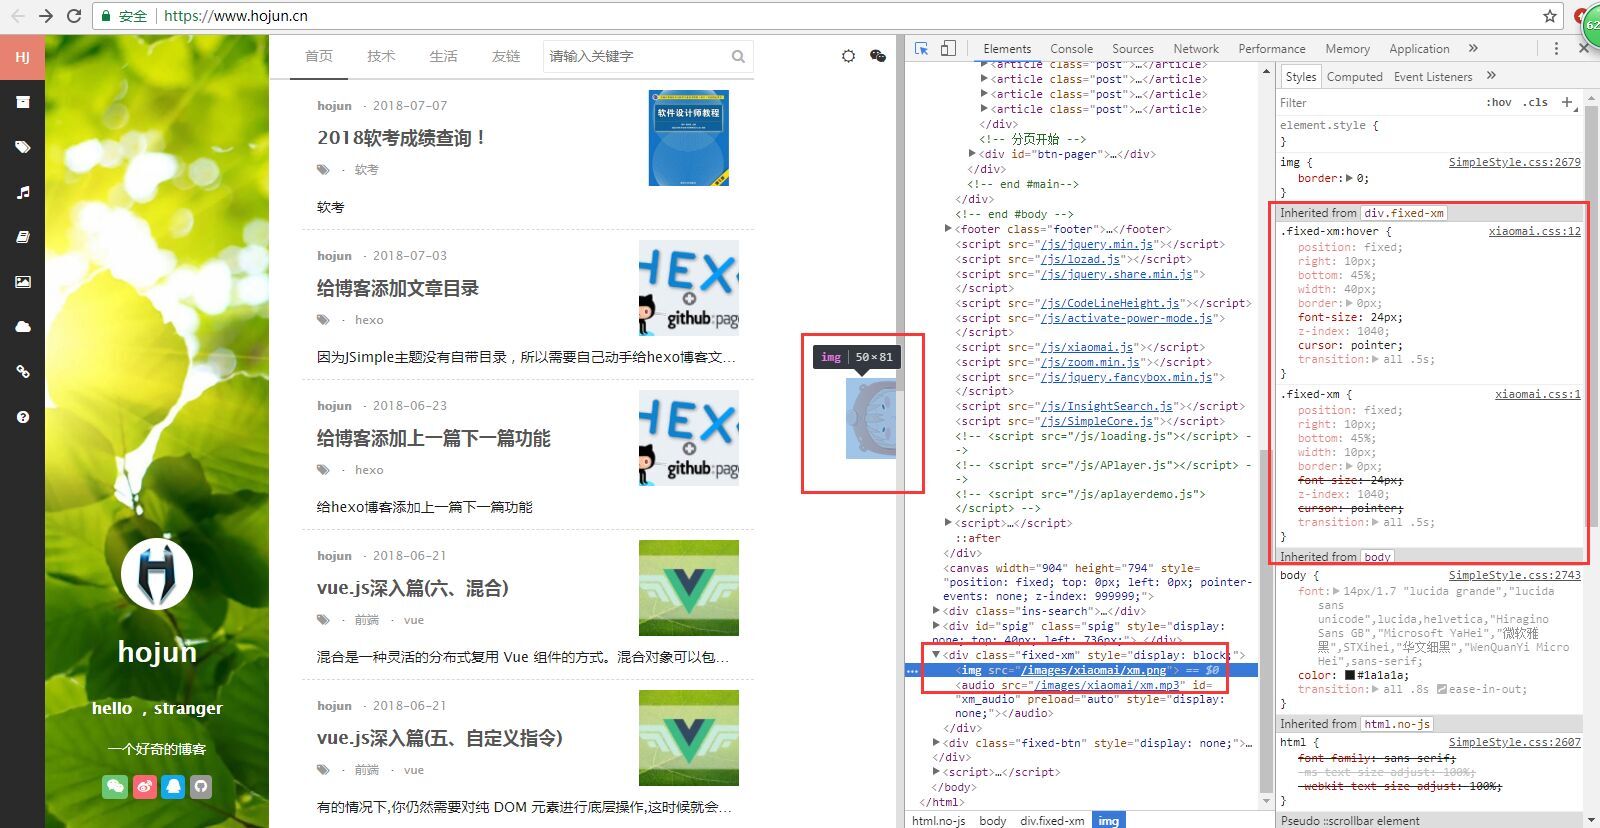 安全 https://www.hojun.cn
62
HJ
首页 技术 生活 友链 请输入关键字
hojun · 2018-07-07
2018软考成绩查询！
· 软考
软考
软件设计师教程
hojun · 2018-07-03
给博客添加文章目录
· hexo
因为JSimple主题没有自带目录，所以需要自己动手给hexo博客文...
HEX
github:pag
hojun · 2018-06-23
给博客添加上一篇下一篇功能
· hexo
给hexo博客添加上一篇下一篇功能
HEX
github:pag
hojun · 2018-06-21
vue.js深入篇(六、混合)
· 前端 · vue
混合是一种灵活的分布式复用 Vue 组件的方式。混合对象可以包...
hojun · 2018-06-21
vue.js深入篇(五、自定义指令)
· 前端 · vue
有的情况下,你仍然需要对纯 DOM 元素进行底层操作,这时候就会...
hojun
hello ，stranger
一个好奇的博客
img 50×81
Elements Console Sources Network Performance Memory Application »
<article class="post">…</article>
<article class="post">…</article>
<article class="post">…</article>
<article class="post">…</article>
</div>
<!-- 分页开始 -->
<div id="btn-pager">…</div>
</div>
<!-- end #main-->
</div>
<!-- end #body -->
<footer class="footer">…</footer>
<script src="/js/jquery.min.js"></script>
<script src="/js/lozad.js"></script>
<script src="/js/jquery.share.min.js">
</script>
<script src="/js/CodeLineHeight.js"></script>
<script src="/js/activate-power-mode.js">
</script>
<script src="/js/xiaomai.js"></script>
<script src="/js/zoom.min.js"></script>
<script src="/js/jquery.fancybox.min.js">
</script>
<script src="/js/InsightSearch.js"></script>
<script src="/js/SimpleCore.js"></script>
<!-- <script src="/js/loading.js"></script> -
->
<!-- <script src="/js/APlayer.js"></script> -
->
<!-- <script src="/js/aplayerdemo.js">
</script> -->
<script>…</script>
::after
</div>
<canvas width="904" height="794" style=
"position: fixed; top: 0px; left: 0px; pointer-
events: none; z-index: 999999;">
<div class="ins-search">…</div>
<div id="spig" class="spig" style="display:
none; top: 40px; left: 736px;"> </div>
<div class="fixed-xm" style="display: block;">
<img src="/images/xiaomai/xm.png"> == $0
<audio src="/images/xiaomai/xm.mp3" id=
"xm_audio" preload="auto" style="display:
none;"></audio>
</div>
<div class="fixed-btn" style="display: none;">…
</div>
<script>…</script>
</body>
</html>
html.no-js body div.fixed-xm img
Styles Computed Event Listeners »
Filter :hov .cls +
element.style {
}
img { SimpleStyle.css:2679
border: 0;
}
Inherited from div.fixed-xm
.fixed-xm:hover { xiaomai.css:12
position: fixed;
right: 10px;
bottom: 45%;
width: 40px;
border: 0px;
font-size: 24px;
z-index: 1040;
cursor: pointer;
transition: all .5s;
}
.fixed-xm { xiaomai.css:1
position: fixed;
right: 10px;
bottom: 45%;
width: 10px;
border: 0px;
font-size: 24px;
z-index: 1040;
cursor: pointer;
transition: all .5s;
}
Inherited from body
body { SimpleStyle.css:2743
font: 14px/1.7 "lucida grande","lucida
sans
unicode",lucida,helvetica,"Hiragino
Sans GB","Microsoft YaHei","微软雅
黑",STXihei,"华文细黑","WenQuanYi Micro
Hei",sans-serif;
color: #1a1a1a;
transition: all .8s ease-in-out;
}
Inherited from html.no-js
html { SimpleStyle.css:2607
font-family: sans-serif;
-ms-text-size-adjust: 100%;
-webkit-text-size-adjust: 100%;
}
Pseudo ::scrollbar element